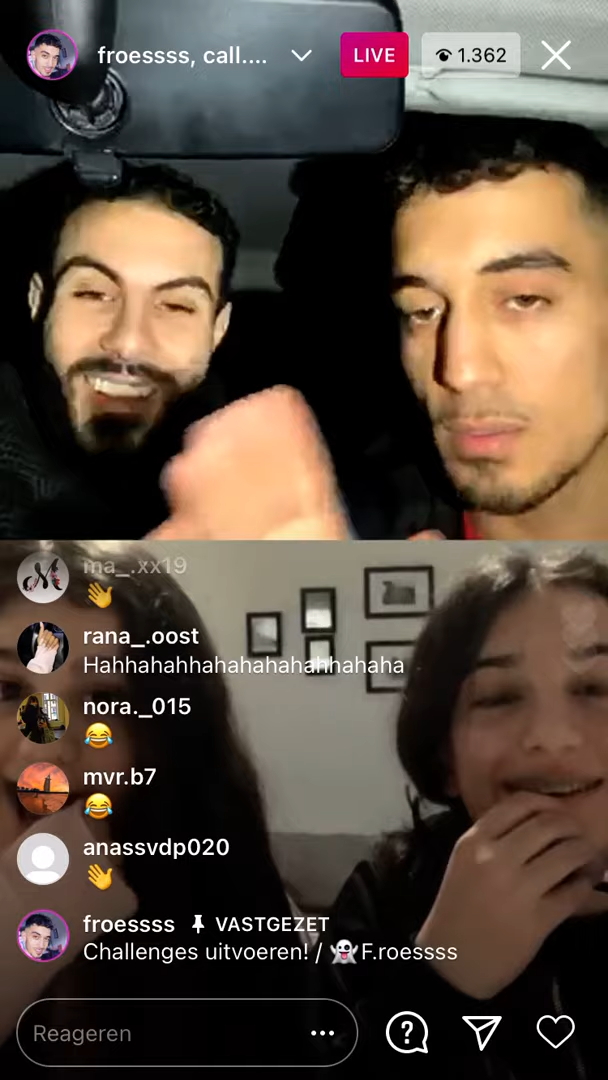 froessss, call....
LIVE
1.362
ma_.xx19
👋
rana_.oost
Hahhahahhahahahahahhahaha
nora._015
😂
mvr.b7
😂
anassvdp020
👋
froessss 📌 VASTGEZET
Challenges uitvoeren! / 👻F.roessss
Reageren